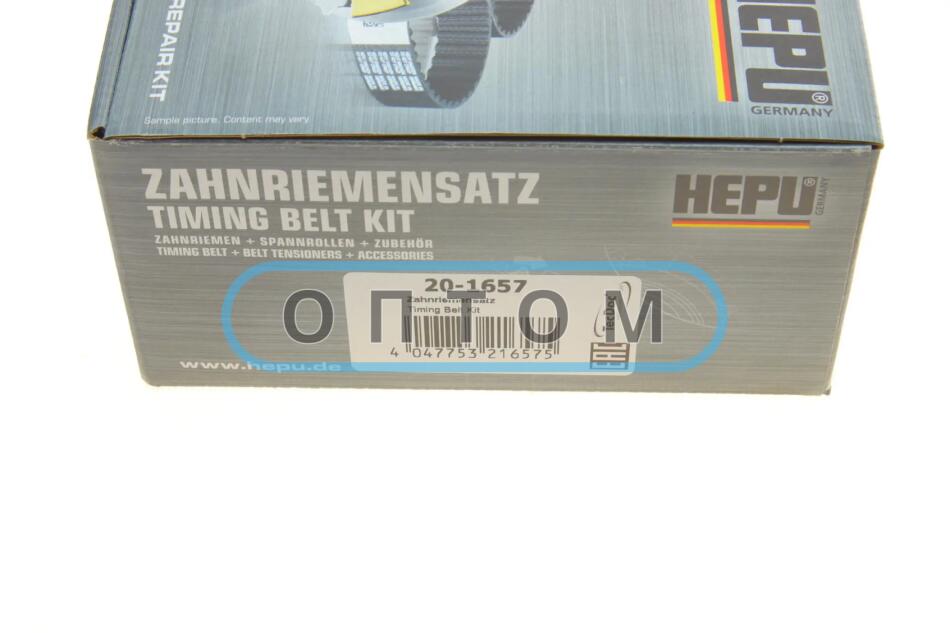 REPAIR KIT
Sample picture. Content may vary
HEPU®
GERMANY
ZAHNRIEMENSATZ
TIMING BELT KIT
ZAHNRIEMEN + SPANNROLLEN + ZUBEHÖR
TIMING BELT + BELT TENSIONERS + ACCESSORIES
HEPU®
GERMANY
20-1657
Zahnriemensatz
Timing Belt Kit
4 047753 216575
TecDoc
EAC
www.hepu.de
ОПТОМ